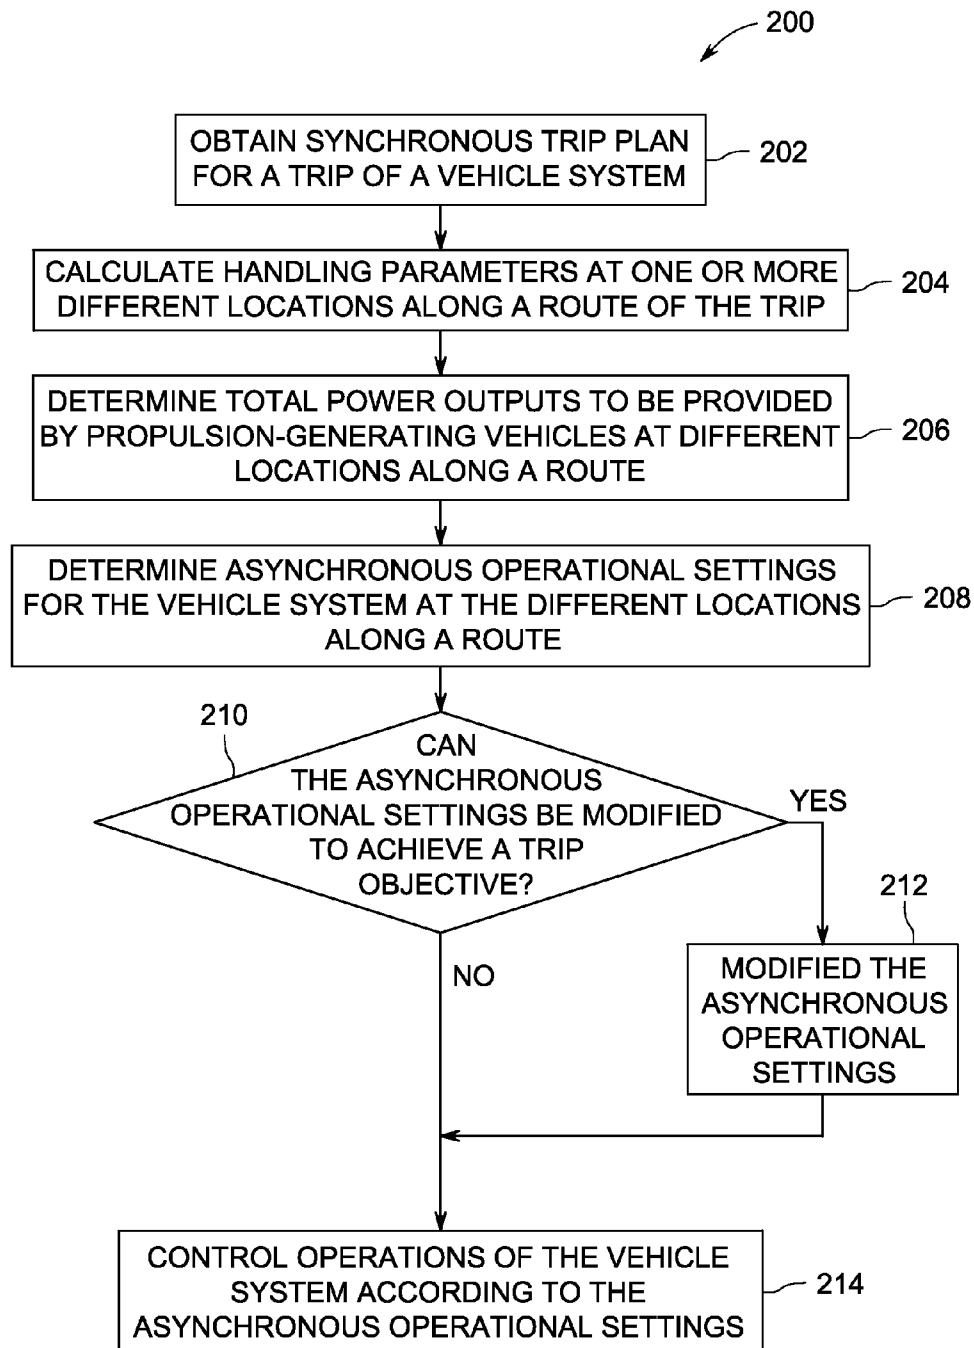 200
OBTAIN SYNCHRONOUS TRIP PLAN
FOR A TRIP OF A VEHICLE SYSTEM
202
CALCULATE HANDLING PARAMETERS AT ONE OR MORE
DIFFERENT LOCATIONS ALONG A ROUTE OF THE TRIP
204
DETERMINE TOTAL POWER OUTPUTS TO BE PROVIDED
BY PROPULSION-GENERATING VEHICLES AT DIFFERENT
LOCATIONS ALONG A ROUTE
206
DETERMINE ASYNCHRONOUS OPERATIONAL SETTINGS
FOR THE VEHICLE SYSTEM AT THE DIFFERENT LOCATIONS
ALONG A ROUTE
208
210
CAN
THE ASYNCHRONOUS
OPERATIONAL SETTINGS BE MODIFIED
TO ACHIEVE A TRIP
OBJECTIVE?
YES
212
MODIFIED THE
ASYNCHRONOUS
OPERATIONAL
SETTINGS
NO
CONTROL OPERATIONS OF THE VEHICLE
SYSTEM ACCORDING TO THE
ASYNCHRONOUS OPERATIONAL SETTINGS
214